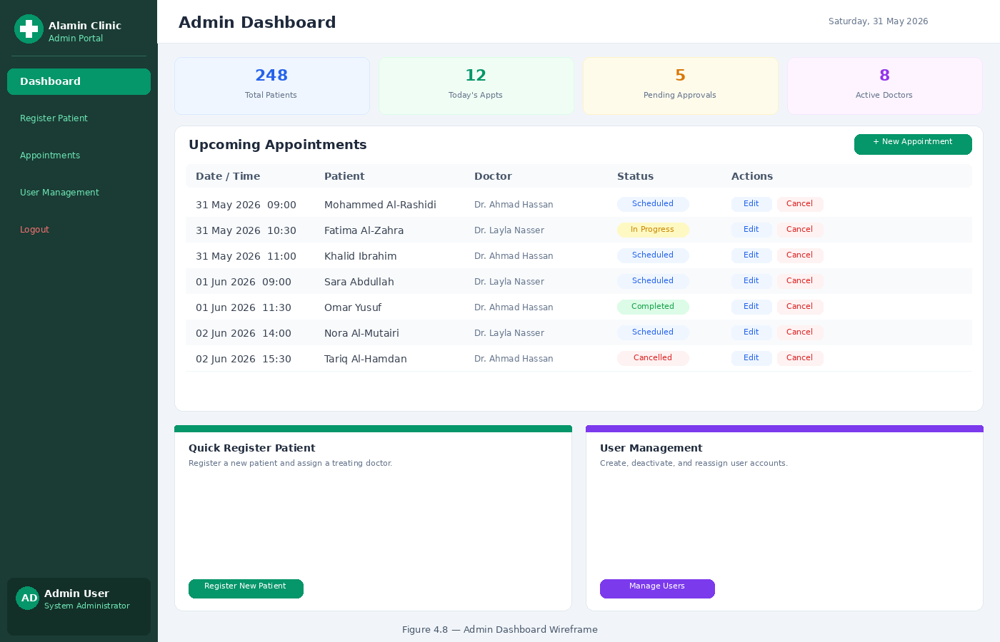 Alamin Clinic
Admin Portal
Dashboard
Register Patient
Appointments
User Management
Logout
AD
Admin User
System Administrator
Admin Dashboard
Saturday, 31 May 2026
248
Total Patients
12
Today's Appts
5
Pending Approvals
8
Active Doctors
Upcoming Appointments
+ New Appointment
Date / Time Patient Doctor Status Actions
31 May 2026 09:00 Mohammed Al-Rashidi Dr. Ahmad Hassan Scheduled Edit Cancel
31 May 2026 10:30 Fatima Al-Zahra Dr. Layla Nasser In Progress Edit Cancel
31 May 2026 11:00 Khalid Ibrahim Dr. Ahmad Hassan Scheduled Edit Cancel
01 Jun 2026 09:00 Sara Abdullah Dr. Layla Nasser Scheduled Edit Cancel
01 Jun 2026 11:30 Omar Yusuf Dr. Ahmad Hassan Completed Edit Cancel
02 Jun 2026 14:00 Nora Al-Mutairi Dr. Layla Nasser Scheduled Edit Cancel
02 Jun 2026 15:30 Tariq Al-Hamdan Dr. Ahmad Hassan Cancelled Edit Cancel
Quick Register Patient
Register a new patient and assign a treating doctor.
Register New Patient
User Management
Create, deactivate, and reassign user accounts.
Manage Users
Figure 4.8 — Admin Dashboard Wireframe